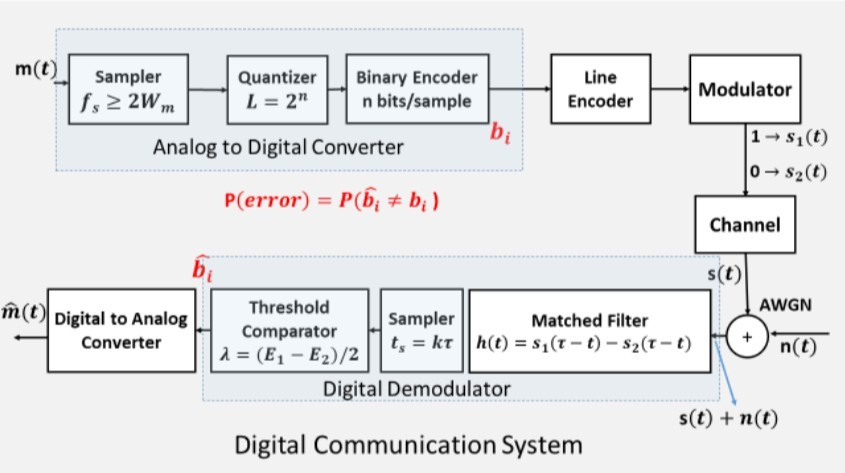 m(t)
Sampler
f_s ≥ 2W_m
Quantizer
L = 2^n
Binary Encoder
n bits/sample
b_i
Analog to Digital Converter
Line
Encoder
Modulator
1 → s_1(t)
0 → s_2(t)
P(error) = P(b̂_i ≠ b_i )
Channel
s(t)
AWGN
+
n(t)
b̂_i
m̂(t)
Digital to Analog
Converter
Threshold
Comparator
λ = (E_1 − E_2)/2
Sampler
t_s = kτ
Matched Filter
h(t) = s_1(τ − t) − s_2(τ − t)
Digital Demodulator
s(t) + n(t)
Digital Communication System